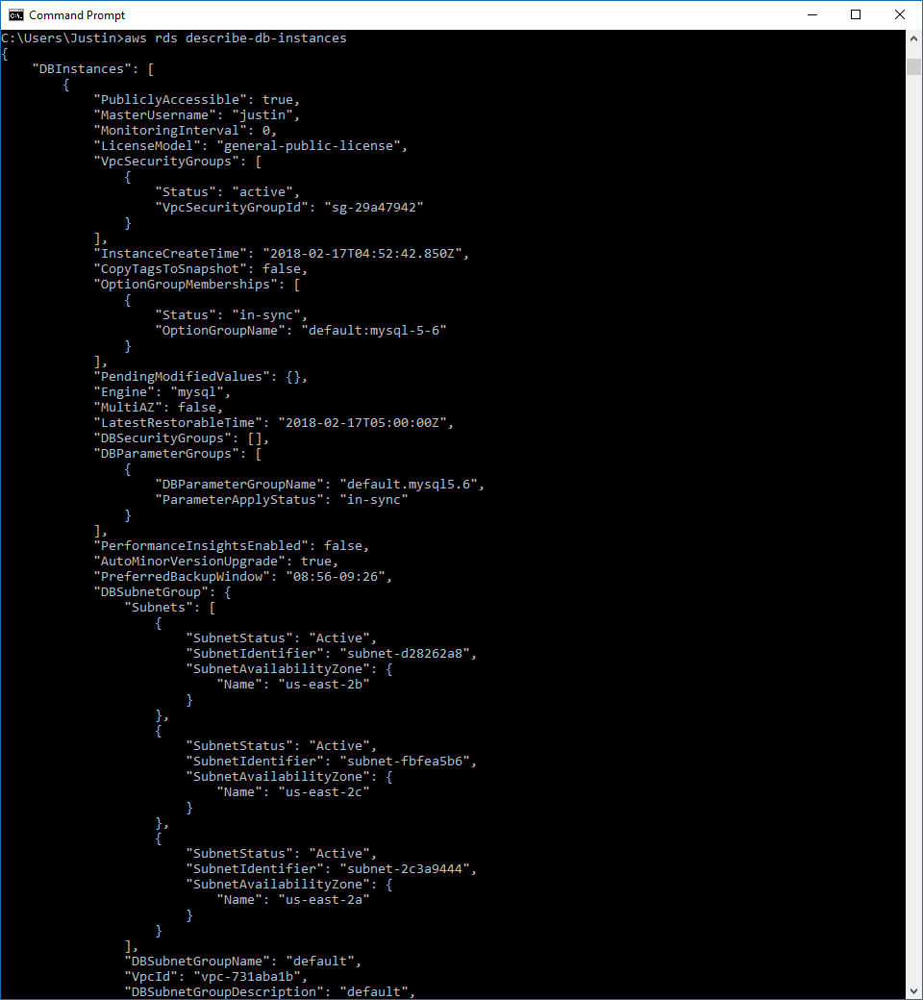 Command Prompt
C:\Users\Justin>aws rds describe-db-instances
{
    "DBInstances": [
        {
            "PubliclyAccessible": true,
            "MasterUsername": "justin",
            "MonitoringInterval": 0,
            "LicenseModel": "general-public-license",
            "VpcSecurityGroups": [
                {
                    "Status": "active",
                    "VpcSecurityGroupId": "sg-29a47942"
                }
            ],
            "InstanceCreateTime": "2018-02-17T04:52:42.850Z",
            "CopyTagsToSnapshot": false,
            "OptionGroupMemberships": [
                {
                    "Status": "in-sync",
                    "OptionGroupName": "default:mysql-5-6"
                }
            ],
            "PendingModifiedValues": {},
            "Engine": "mysql",
            "MultiAZ": false,
            "LatestRestorableTime": "2018-02-17T05:00:00Z",
            "DBSecurityGroups": [],
            "DBParameterGroups": [
                {
                    "DBParameterGroupName": "default.mysql5.6",
                    "ParameterApplyStatus": "in-sync"
                }
            ],
            "PerformanceInsightsEnabled": false,
            "AutoMinorVersionUpgrade": true,
            "PreferredBackupWindow": "08:56-09:26",
            "DBSubnetGroup": {
                "Subnets": [
                    {
                        "SubnetStatus": "Active",
                        "SubnetIdentifier": "subnet-d28262a8",
                        "SubnetAvailabilityZone": {
                            "Name": "us-east-2b"
                        }
                    },
                    {
                        "SubnetStatus": "Active",
                        "SubnetIdentifier": "subnet-fbfea5b6",
                        "SubnetAvailabilityZone": {
                            "Name": "us-east-2c"
                        }
                    },
                    {
                        "SubnetStatus": "Active",
                        "SubnetIdentifier": "subnet-2c3a9444",
                        "SubnetAvailabilityZone": {
                            "Name": "us-east-2a"
                        }
                    }
                ],
                "DBSubnetGroupName": "default",
                "VpcId": "vpc-731aba1b",
                "DBSubnetGroupDescription": "default",